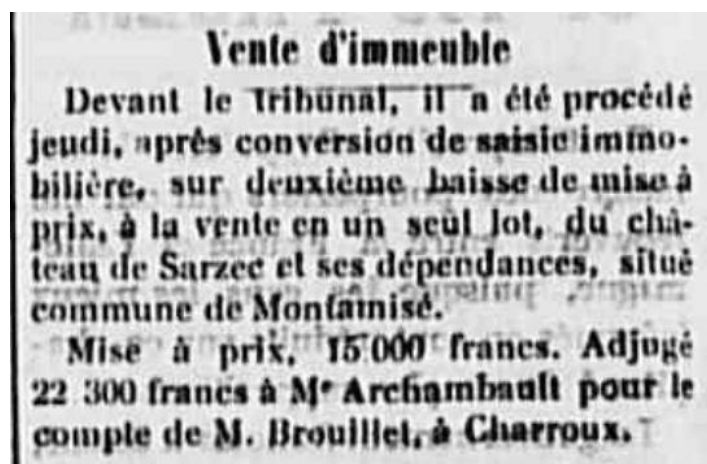 Vente d'immeuble
Devant le Tribunal, il a été procédé
jeudi, après conversion de saisie immo-
bilière, sur deuxième baisse de mise à
prix, à la vente en un seul lot, du châ-
teau de Sarzec et ses dépendances, situé
commune de Montamisé.
Mise à prix, 15 000 francs. Adjugé
22 300 francs à Me Archambault pour le
compte de M. Brouillet, à Charroux.